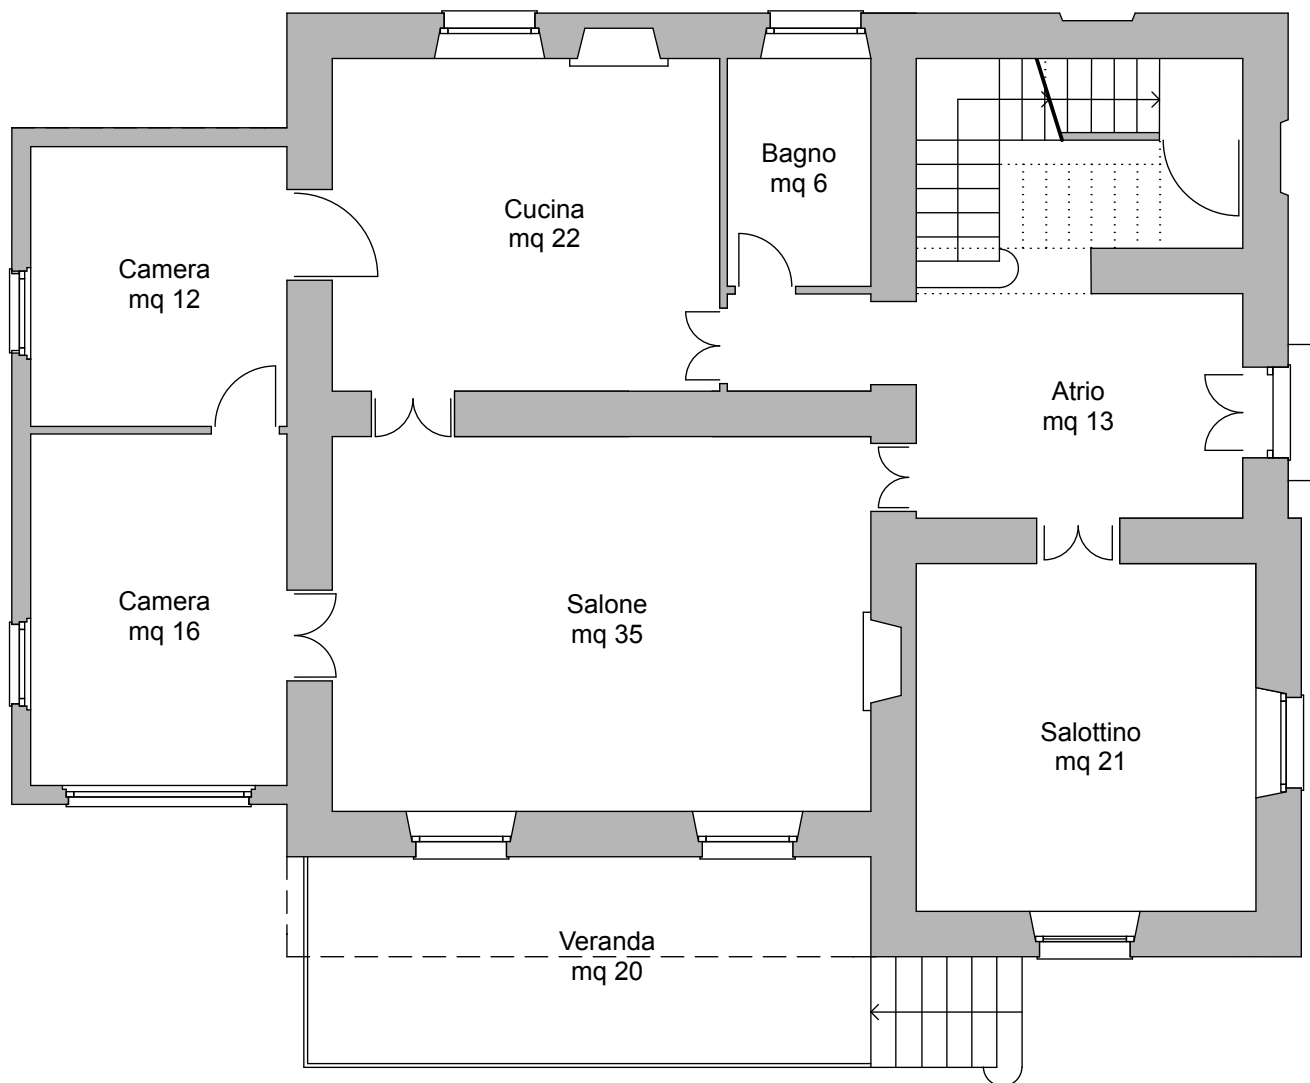 Bagno
mq 6
Cucina
mq 22
Camera
mq 12
Atrio
mq 13
Camera
mq 16
Salone
mq 35
Salottino
mq 21
Veranda
mq 20